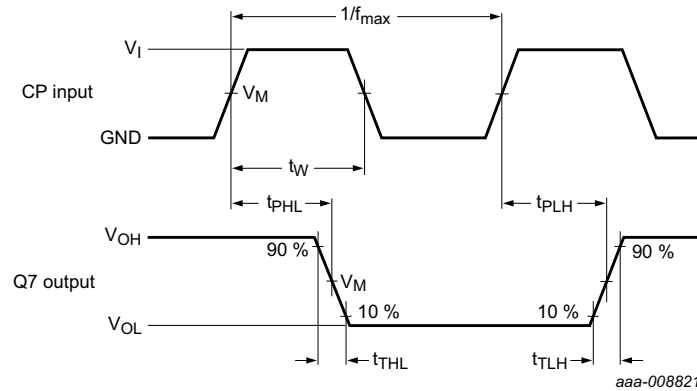 1/fmax
VI
CP input
VM
GND
tW
tPHL
tPLH
VOH
90 %
90 %
Q7 output
VM
10 %
10 %
VOL
tTHL
tTLH
aaa-008821